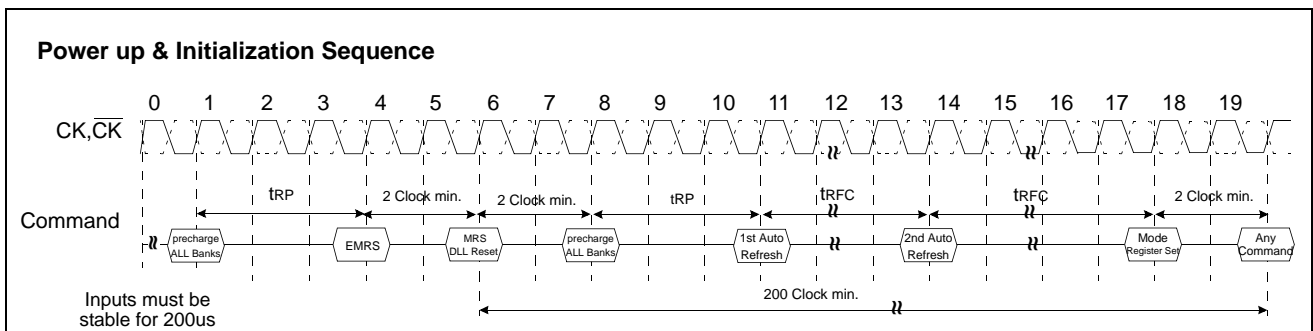 Power up & Initialization Sequence
0 1 2 3 4 5 6 7 8 9 10 11 12 13 14 15 16 17 18 19
CK,CK
tRP 2 Clock min. 2 Clock min. tRP tRFC tRFC 2 Clock min.
Command
precharge
ALL Banks
EMRS
MRS
DLL Reset
precharge
ALL Banks
1st Auto
Refresh
2nd Auto
Refresh
Mode
Register Set
Any
Command
200 Clock min.
Inputs must be
stable for 200us